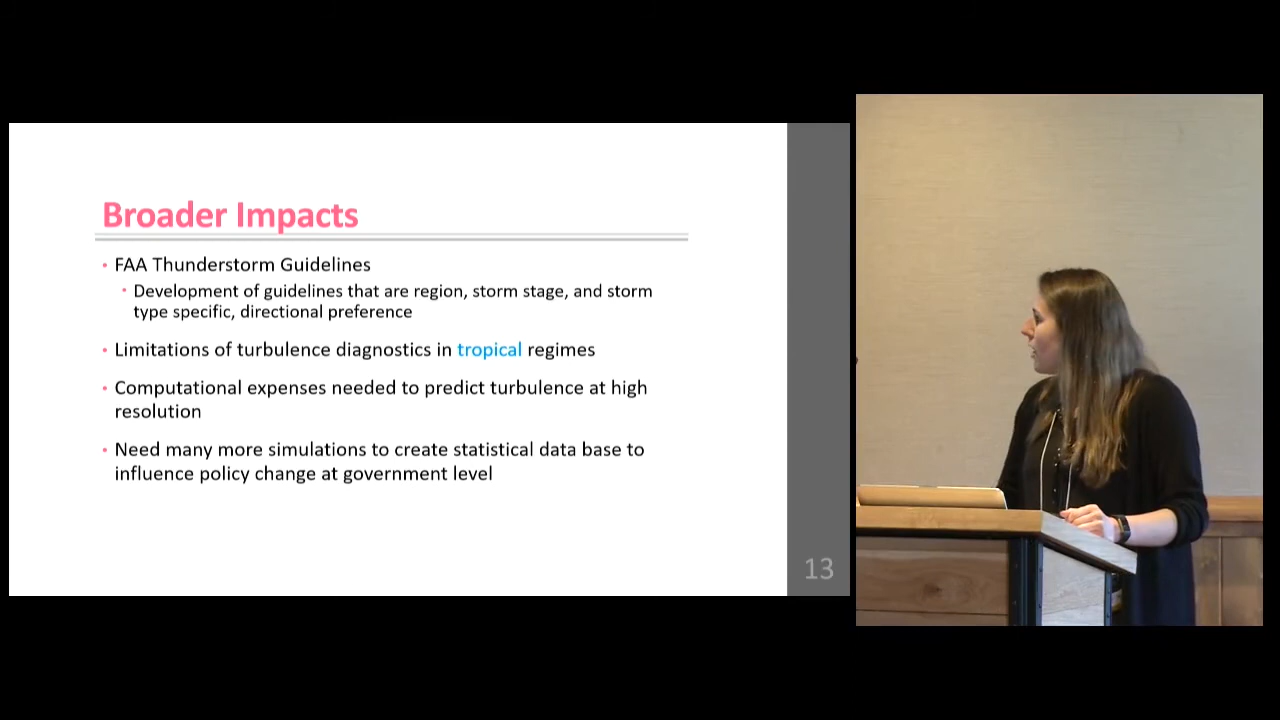 Broader Impacts
• FAA Thunderstorm Guidelines
• Development of guidelines that are region, storm stage, and storm
type specific, directional preference
• Limitations of turbulence diagnostics in tropical regimes
• Computational expenses needed to predict turbulence at high
resolution
• Need many more simulations to create statistical data base to
influence policy change at government level
13